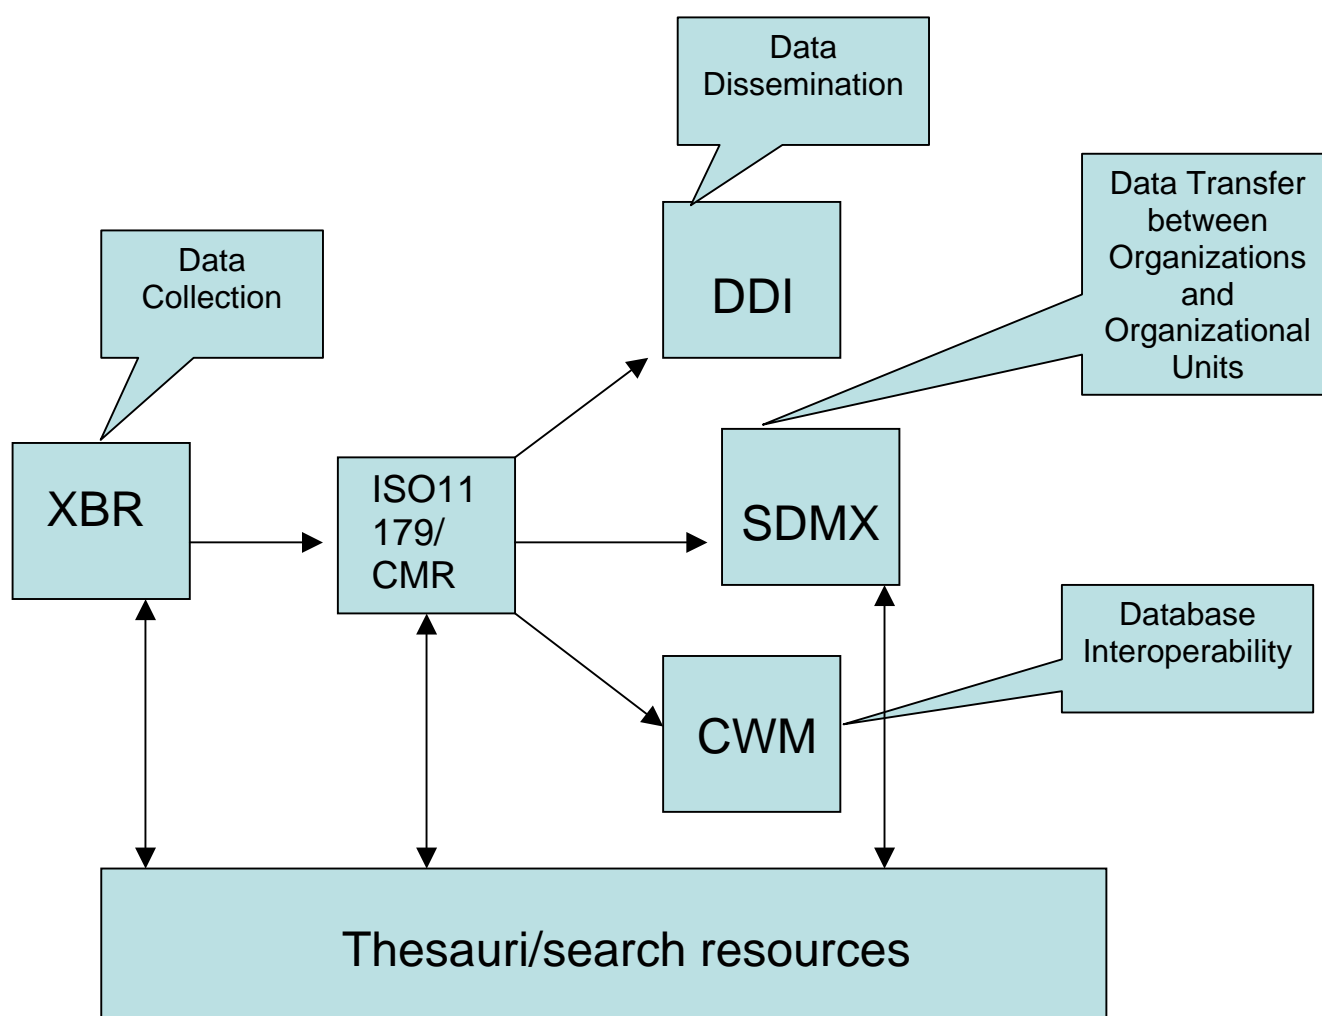 Data
Dissemination
Data Transfer
between
Organizations
and
Organizational
Units
Data
Collection
DDI
XBR
ISO11
179/
CMR
SDMX
Database
Interoperability
CWM
Thesauri/search resources